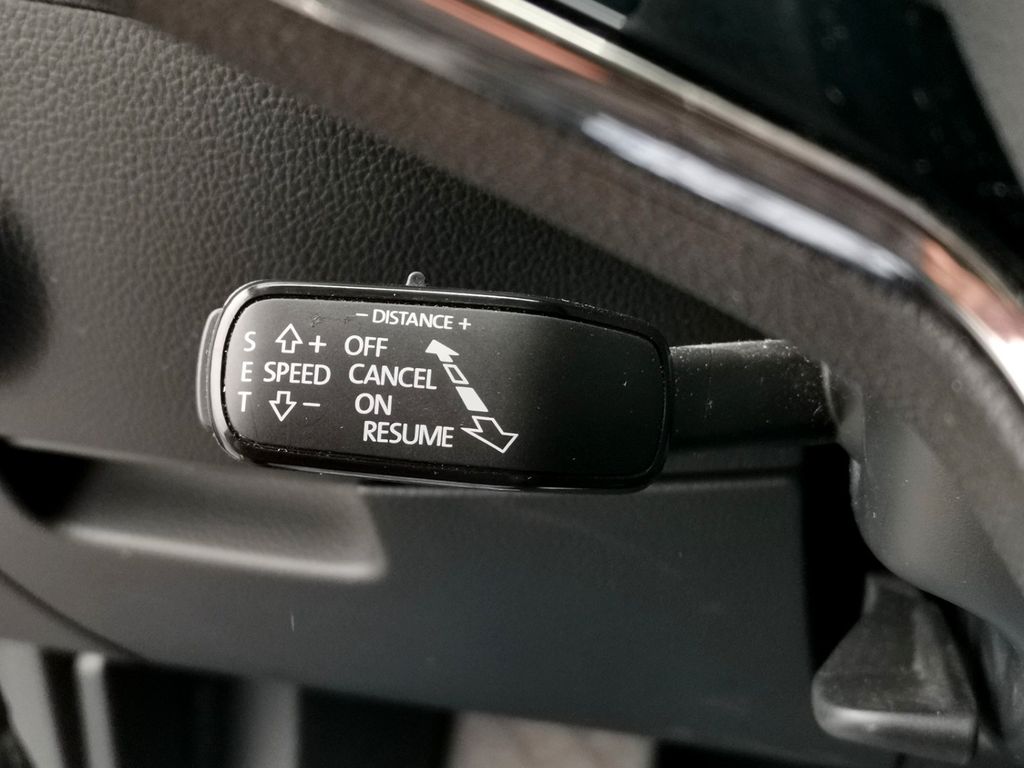 – DISTANCE +
S + OFF
E SPEED CANCEL
T – ON
RESUME